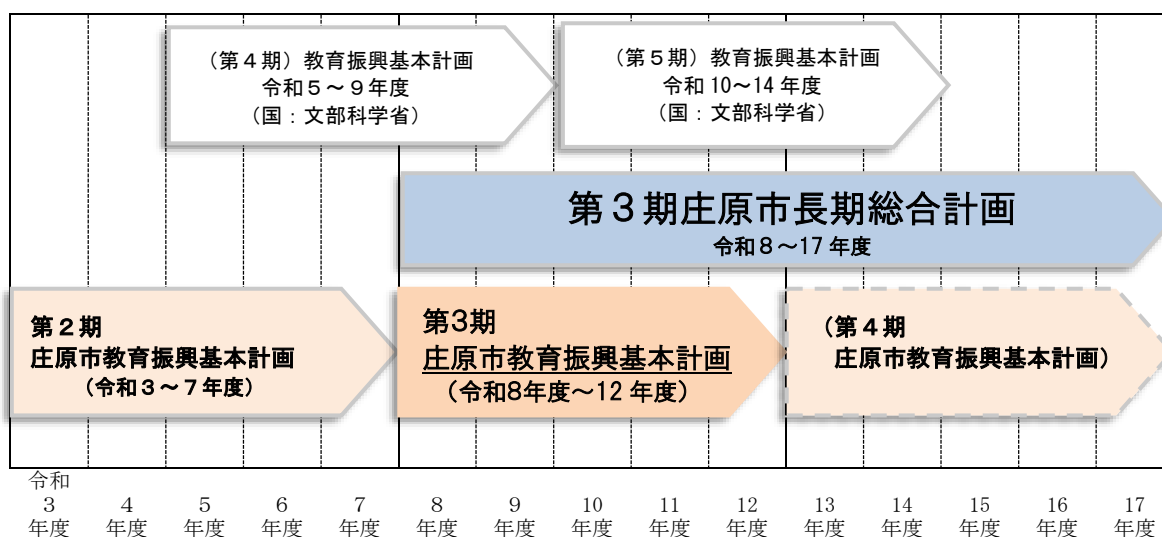 （第４期）教育振興基本計画
令和５～９年度
（国：文部科学省）
（第５期）教育振興基本計画
令和 10～14 年度
（国：文部科学省）
第３期庄原市長期総合計画
令和８～17 年度
第２期
庄原市教育振興基本計画
（令和３～７年度）
第3期
庄原市教育振興基本計画
（令和8年度～12 年度）
（第４期
庄原市教育振興基本計画）
令和
3
年度
4
年度
5
年度
6
年度
7
年度
8
年度
9
年度
10
年度
11
年度
12
年度
13
年度
14
年度
15
年度
16
年度
17
年度